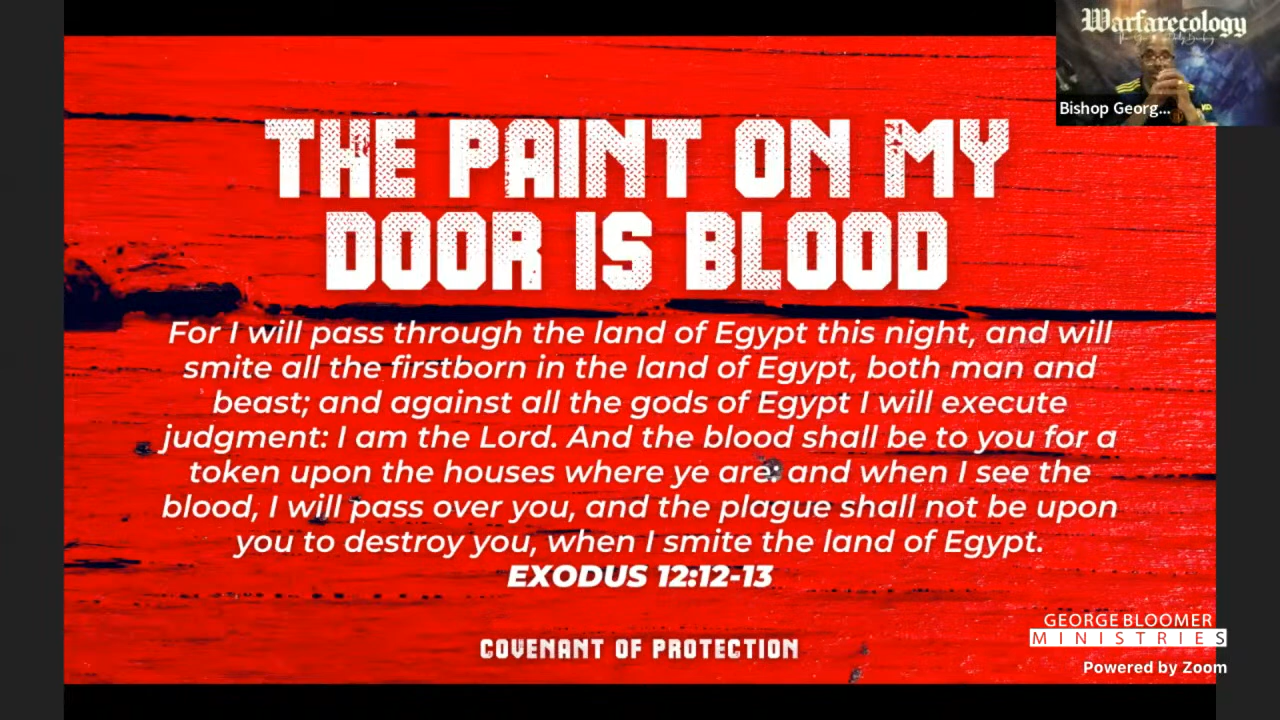 Warfarecology
Bishop Georg...
THE PAINT ON MY
DOOR IS BLOOD
For I will pass through the land of Egypt this night, and will
smite all the firstborn in the land of Egypt, both man and
beast; and against all the gods of Egypt I will execute
judgment: I am the Lord. And the blood shall be to you for a
token upon the houses where ye are: and when I see the
blood, I will pass over you, and the plague shall not be upon
you to destroy you, when I smite the land of Egypt.
EXODUS 12:12-13
COVENANT OF PROTECTION
GEORGE BLOOMER
MINISTRIES
Powered by Zoom